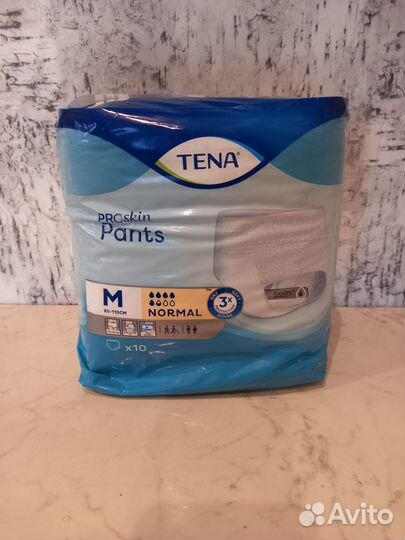 TENA
PROskin
Pants
M
80-110CM
NORMAL
3x
x10
Avito